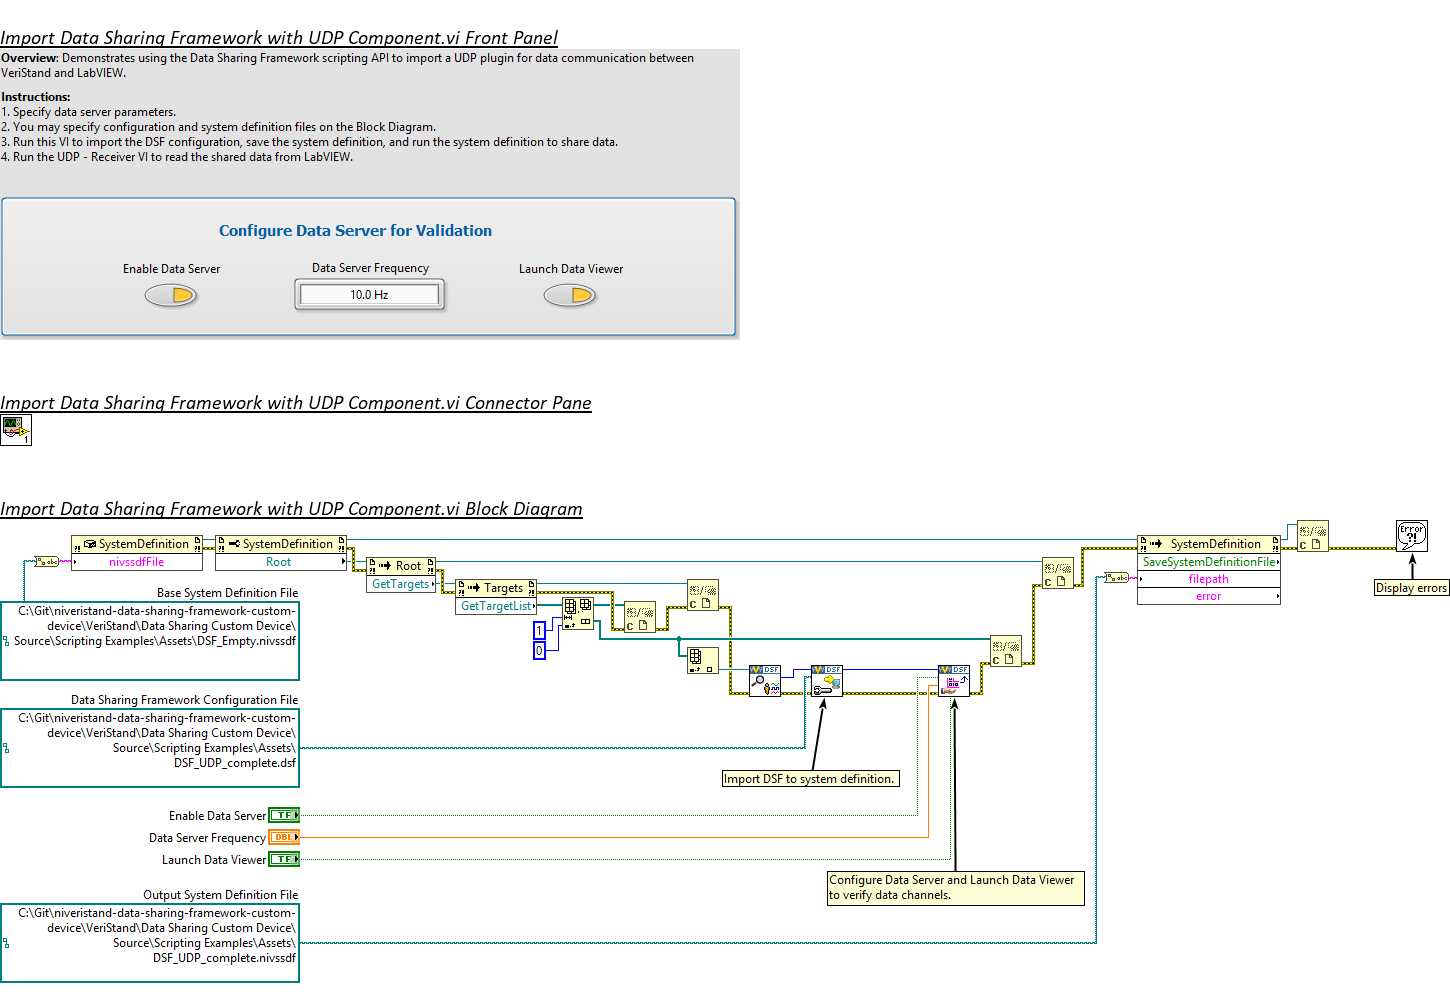 Import Data Sharing Framework with UDP Component.vi Front Panel
Overview: Demonstrates using the Data Sharing Framework scripting API to import a UDP plugin for data communication between
VeriStand and LabVIEW.
Instructions:
1. Specify data server parameters.
2. You may specify configuration and system definition files on the Block Diagram.
3. Run this VI to import the DSF configuration, save the system definition, and run the system definition to share data.
4. Run the UDP - Receiver VI to read the shared data from LabVIEW.
Configure Data Server for Validation
Enable Data Server
Data Server Frequency
Launch Data Viewer
10.0 Hz
Import Data Sharing Framework with UDP Component.vi Connector Pane
1
Import Data Sharing Framework with UDP Component.vi Block Diagram
SystemDefinition
nivssdfFile
SystemDefinition
Root
Root
GetTargets
Targets
GetTargetList
1
0
SystemDefinition
SaveSystemDefinitionFile
filepath
error
Error
?!
Display errors
Base System Definition File
C:\Git\niveristand-data-sharing-framework-custom-
device\VeriStand\Data Sharing Custom Device\
Source\Scripting Examples\Assets\DSF_Empty.nivssdf
DSF
DSF
DSF
Data Sharing Framework Configuration File
C:\Git\niveristand-data-sharing-framework-custom-
device\VeriStand\Data Sharing Custom Device\
Source\Scripting Examples\Assets\
DSF_UDP_complete.dsf
Import DSF to system definition.
Enable Data Server
TF
Data Server Frequency
DBL
Launch Data Viewer
TF
Configure Data Server and Launch Data Viewer
to verify data channels.
Output System Definition File
C:\Git\niveristand-data-sharing-framework-custom-
device\VeriStand\Data Sharing Custom Device\
Source\Scripting Examples\Assets\
DSF_UDP_complete.nivssdf